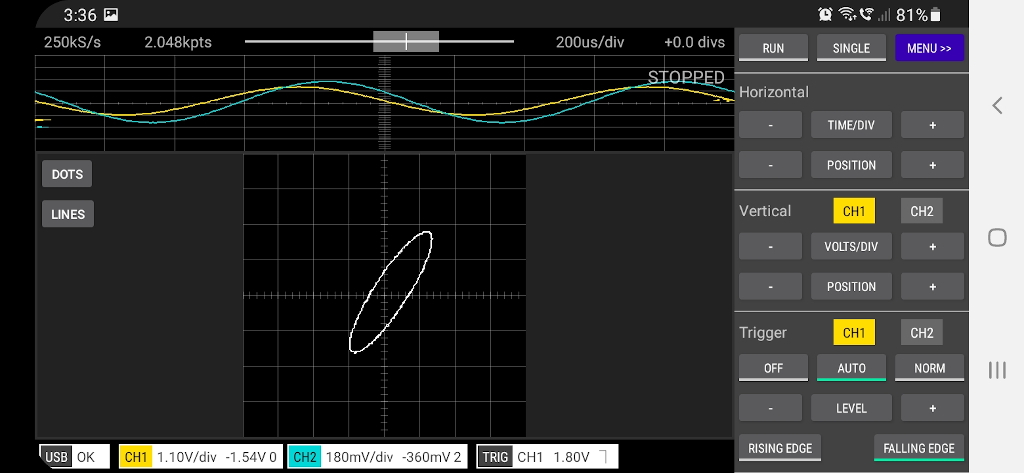 3:36 81%
250kS/s 2.048kpts 200us/div +0.0 divs
STOPPED
RUN SINGLE MENU >>
Horizontal
- TIME/DIV +
- POSITION +
DOTS
LINES
Vertical CH1 CH2
- VOLTS/DIV +
- POSITION +
Trigger CH1 CH2
OFF AUTO NORM
- LEVEL +
RISING EDGE FALLING EDGE
USB OK CH1 1.10V/div -1.54V 0 CH2 180mV/div -360mV 2 TRIG CH1 1.80V